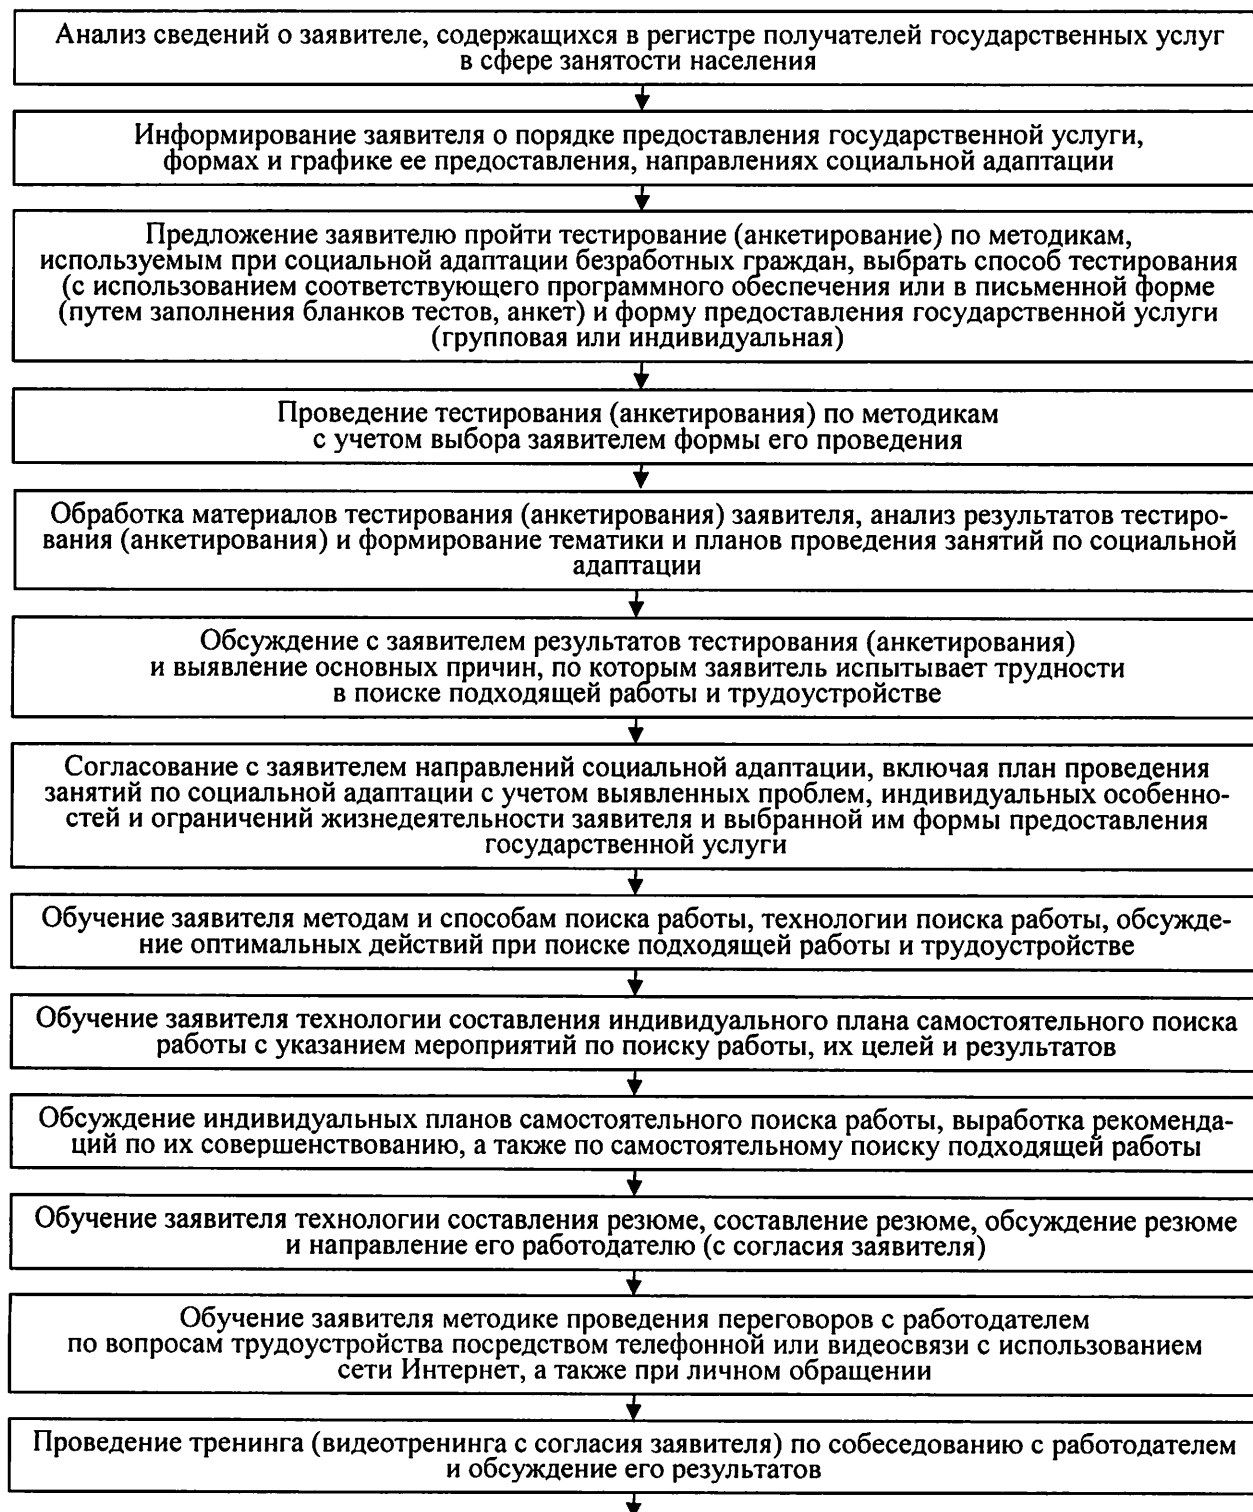 Анализ сведений о заявителе, содержащихся в регистре получателей государственных услуг
в сфере занятости населения
Информирование заявителя о порядке предоставления государственной услуги,
формах и графике ее предоставления, направлениях социальной адаптации
Предложение заявителю пройти тестирование (анкетирование) по методикам,
используемым при социальной адаптации безработных граждан, выбрать способ тестирования
(с использованием соответствующего программного обеспечения или в письменной форме
(путем заполнения бланков тестов, анкет) и форму предоставления государственной услуги
(групповая или индивидуальная)
Проведение тестирования (анкетирования) по методикам
с учетом выбора заявителем формы его проведения
Обработка материалов тестирования (анкетирования) заявителя, анализ результатов тестиро-
вания (анкетирования) и формирование тематики и планов проведения занятий по социальной
адаптации
Обсуждение с заявителем результатов тестирования (анкетирования)
и выявление основных причин, по которым заявитель испытывает трудности
в поиске подходящей работы и трудоустройстве
Согласование с заявителем направлений социальной адаптации, включая план проведения
занятий по социальной адаптации с учетом выявленных проблем, индивидуальных особенно-
стей и ограничений жизнедеятельности заявителя и выбранной им формы предоставления
государственной услуги
Обучение заявителя методам и способам поиска работы, технологии поиска работы, обсужде-
ние оптимальных действий при поиске подходящей работы и трудоустройстве
Обучение заявителя технологии составления индивидуального плана самостоятельного поиска
работы с указанием мероприятий по поиску работы, их целей и результатов
Обсуждение индивидуальных планов самостоятельного поиска работы, выработка рекоменда-
ций по их совершенствованию, а также по самостоятельному поиску подходящей работы
Обучение заявителя технологии составления резюме, составление резюме, обсуждение резюме
и направление его работодателю (с согласия заявителя)
Обучение заявителя методике проведения переговоров с работодателем
по вопросам трудоустройства посредством телефонной или видеосвязи с использованием
сети Интернет, а также при личном обращении
Проведение тренинга (видеотренинга с согласия заявителя) по собеседованию с работодателем
и обсуждение его результатов